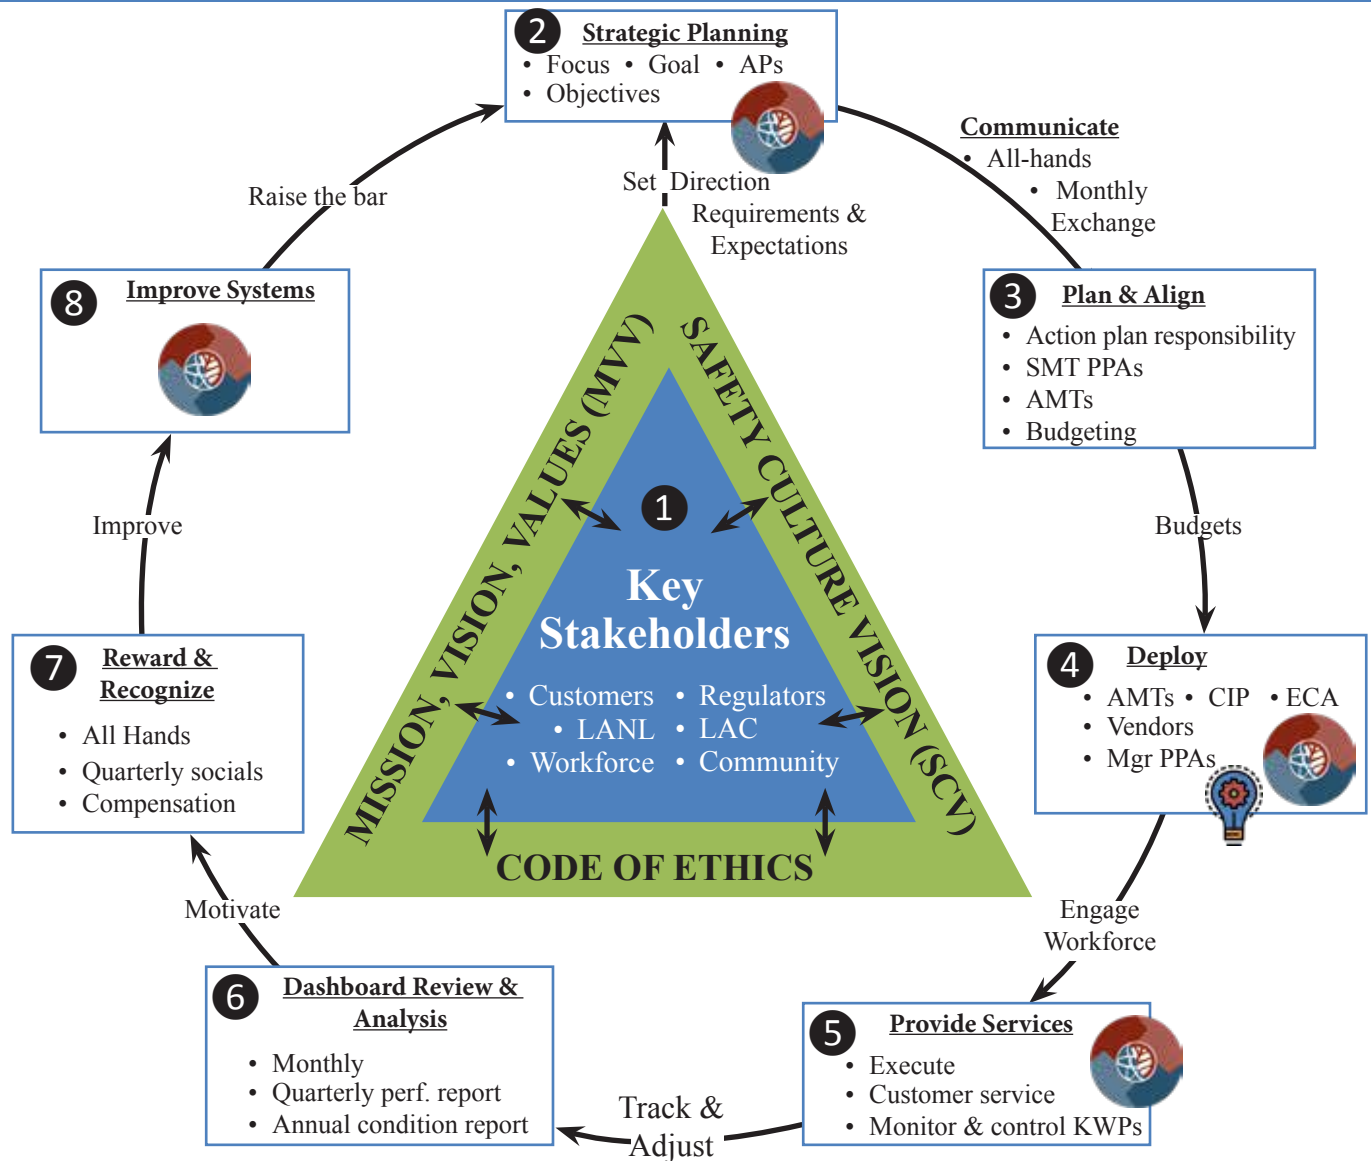 2 Strategic Planning
• Focus • Goal • APs
• Objectives
Communicate
• All-hands
• Monthly
Exchange
Set Direction
Requirements &
Expectations
Raise the bar
3 Plan & Align
• Action plan responsibility
• SMT PPAs
• AMTs
• Budgeting
Budgets
4 Deploy
• AMTs • CIP • ECA
• Vendors
• Mgr PPAs
Engage
Workforce
5 Provide Services
• Execute
• Customer service
• Monitor & control KWPs
Track &
Adjust
6 Dashboard Review &
Analysis
• Monthly
• Quarterly perf. report
• Annual condition report
Motivate
7 Reward &
Recognize
• All Hands
• Quarterly socials
• Compensation
Improve
8 Improve Systems
MISSION, VISION, VALUES (MVV)
SAFETY CULTURE VISION (SCV)
CODE OF ETHICS
1
Key
Stakeholders
• Customers • Regulators
• LANL • LAC
• Workforce • Community